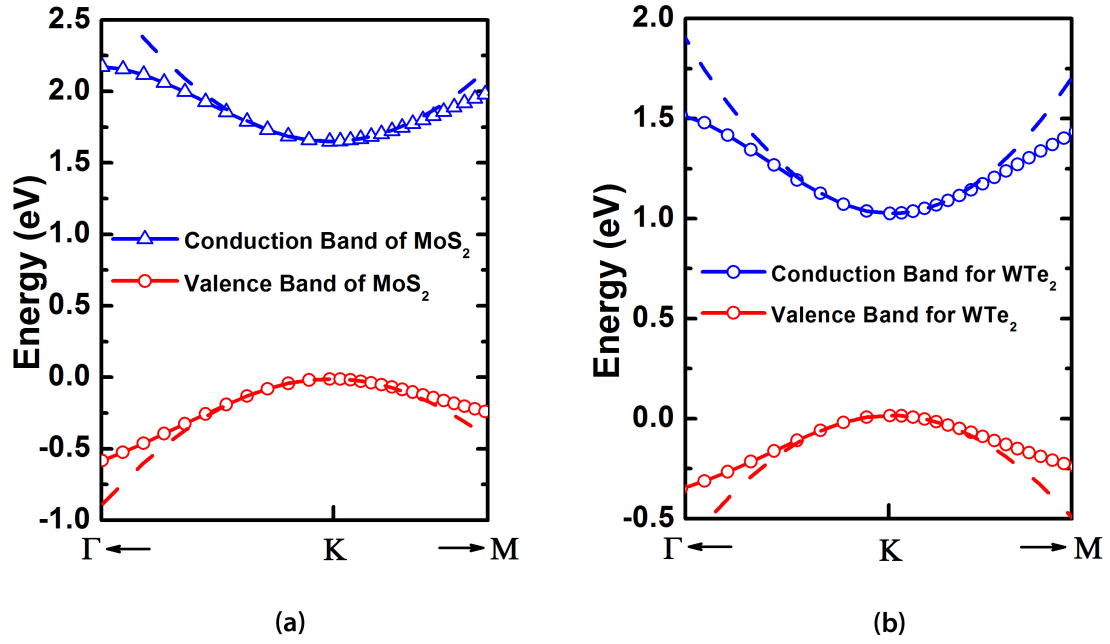 Energy (eV)
2.5
2.0
1.5
1.0
0.5
0.0
-0.5
-1.0
Conduction Band of MoS₂
Valence Band of MoS₂
Γ ← K → M
(a)
Energy (eV)
2.0
1.5
1.0
0.5
0.0
-0.5
Conduction Band for WTe₂
Valence Band for WTe₂
Γ ← K → M
(b)